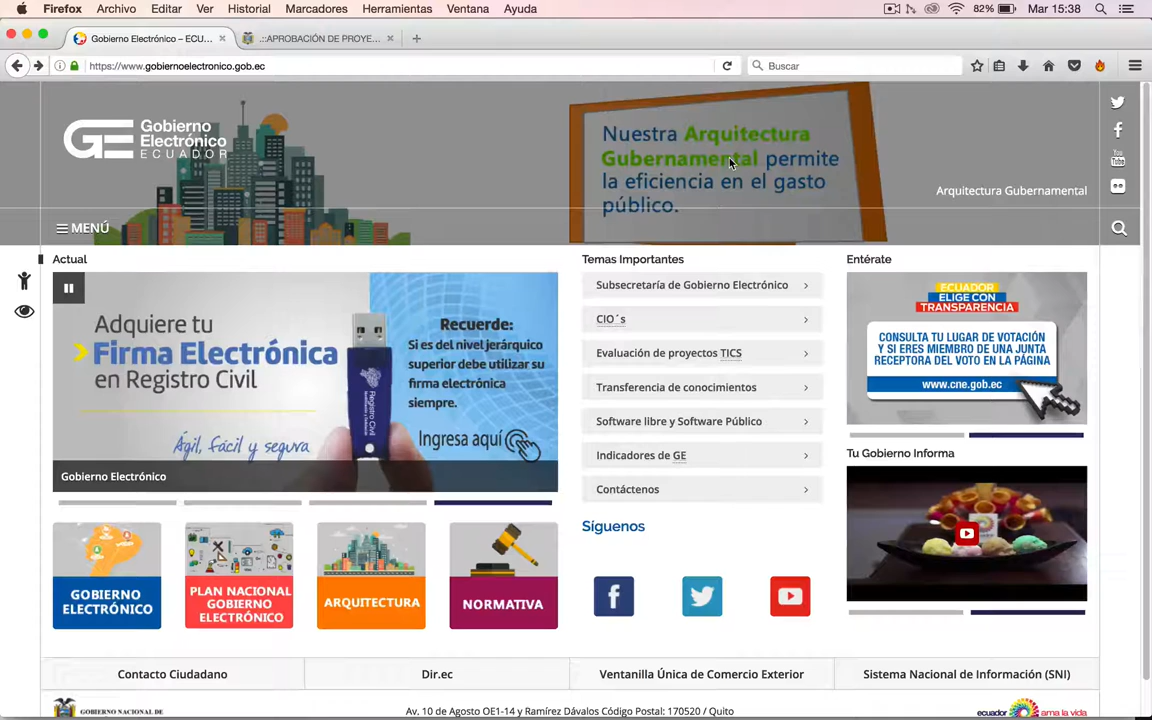 Firefox Archivo Editar Ver Historial Marcadores Herramientas Ventana Ayuda 82% Mar 15:38
Gobierno Electrónico – ECU... .::APROBACIÓN DE PROYE...
https://www.gobiernoelectronico.gob.ec Buscar
GE Gobierno
Electrónico
ECUADOR
Nuestra Arquitectura
Gubernamental permite
la eficiencia en el gasto
público.
Arquitectura Gubernamental
You
Tube
MENÚ
Actual
Adquiere tu
Firma Electrónica
en Registro Civil
Ágil, fácil y segura
Registro Civil
Recuerde:
Si es del nivel jerárquico
superior debe utilizar su
firma electrónica
siempre.
Ingresa aquí
Gobierno Electrónico
GOBIERNO
ELECTRÓNICO
PLAN NACIONAL
GOBIERNO
ELECTRÓNICO
ARQUITECTURA
NORMATIVA
Temas Importantes
Subsecretaría de Gobierno Electrónico
CIO´s
Evaluación de proyectos TICS
Transferencia de conocimientos
Software libre y Software Público
Indicadores de GE
Contáctenos
Síguenos
Entérate
ECUADOR
ELIGE CON
TRANSPARENCIA
CONSULTA TU LUGAR DE VOTACIÓN
Y SI ERES MIEMBRO DE UNA JUNTA
RECEPTORA DEL VOTO EN LA PÁGINA
www.cne.gob.ec
Tu Gobierno Informa
Contacto Ciudadano Dir.ec Ventanilla Única de Comercio Exterior Sistema Nacional de Información (SNI)
GOBIERNO NACIONAL DE
Av. 10 de Agosto OE1-14 y Ramírez Dávalos Código Postal: 170520 / Quito
ecuador ama la vida